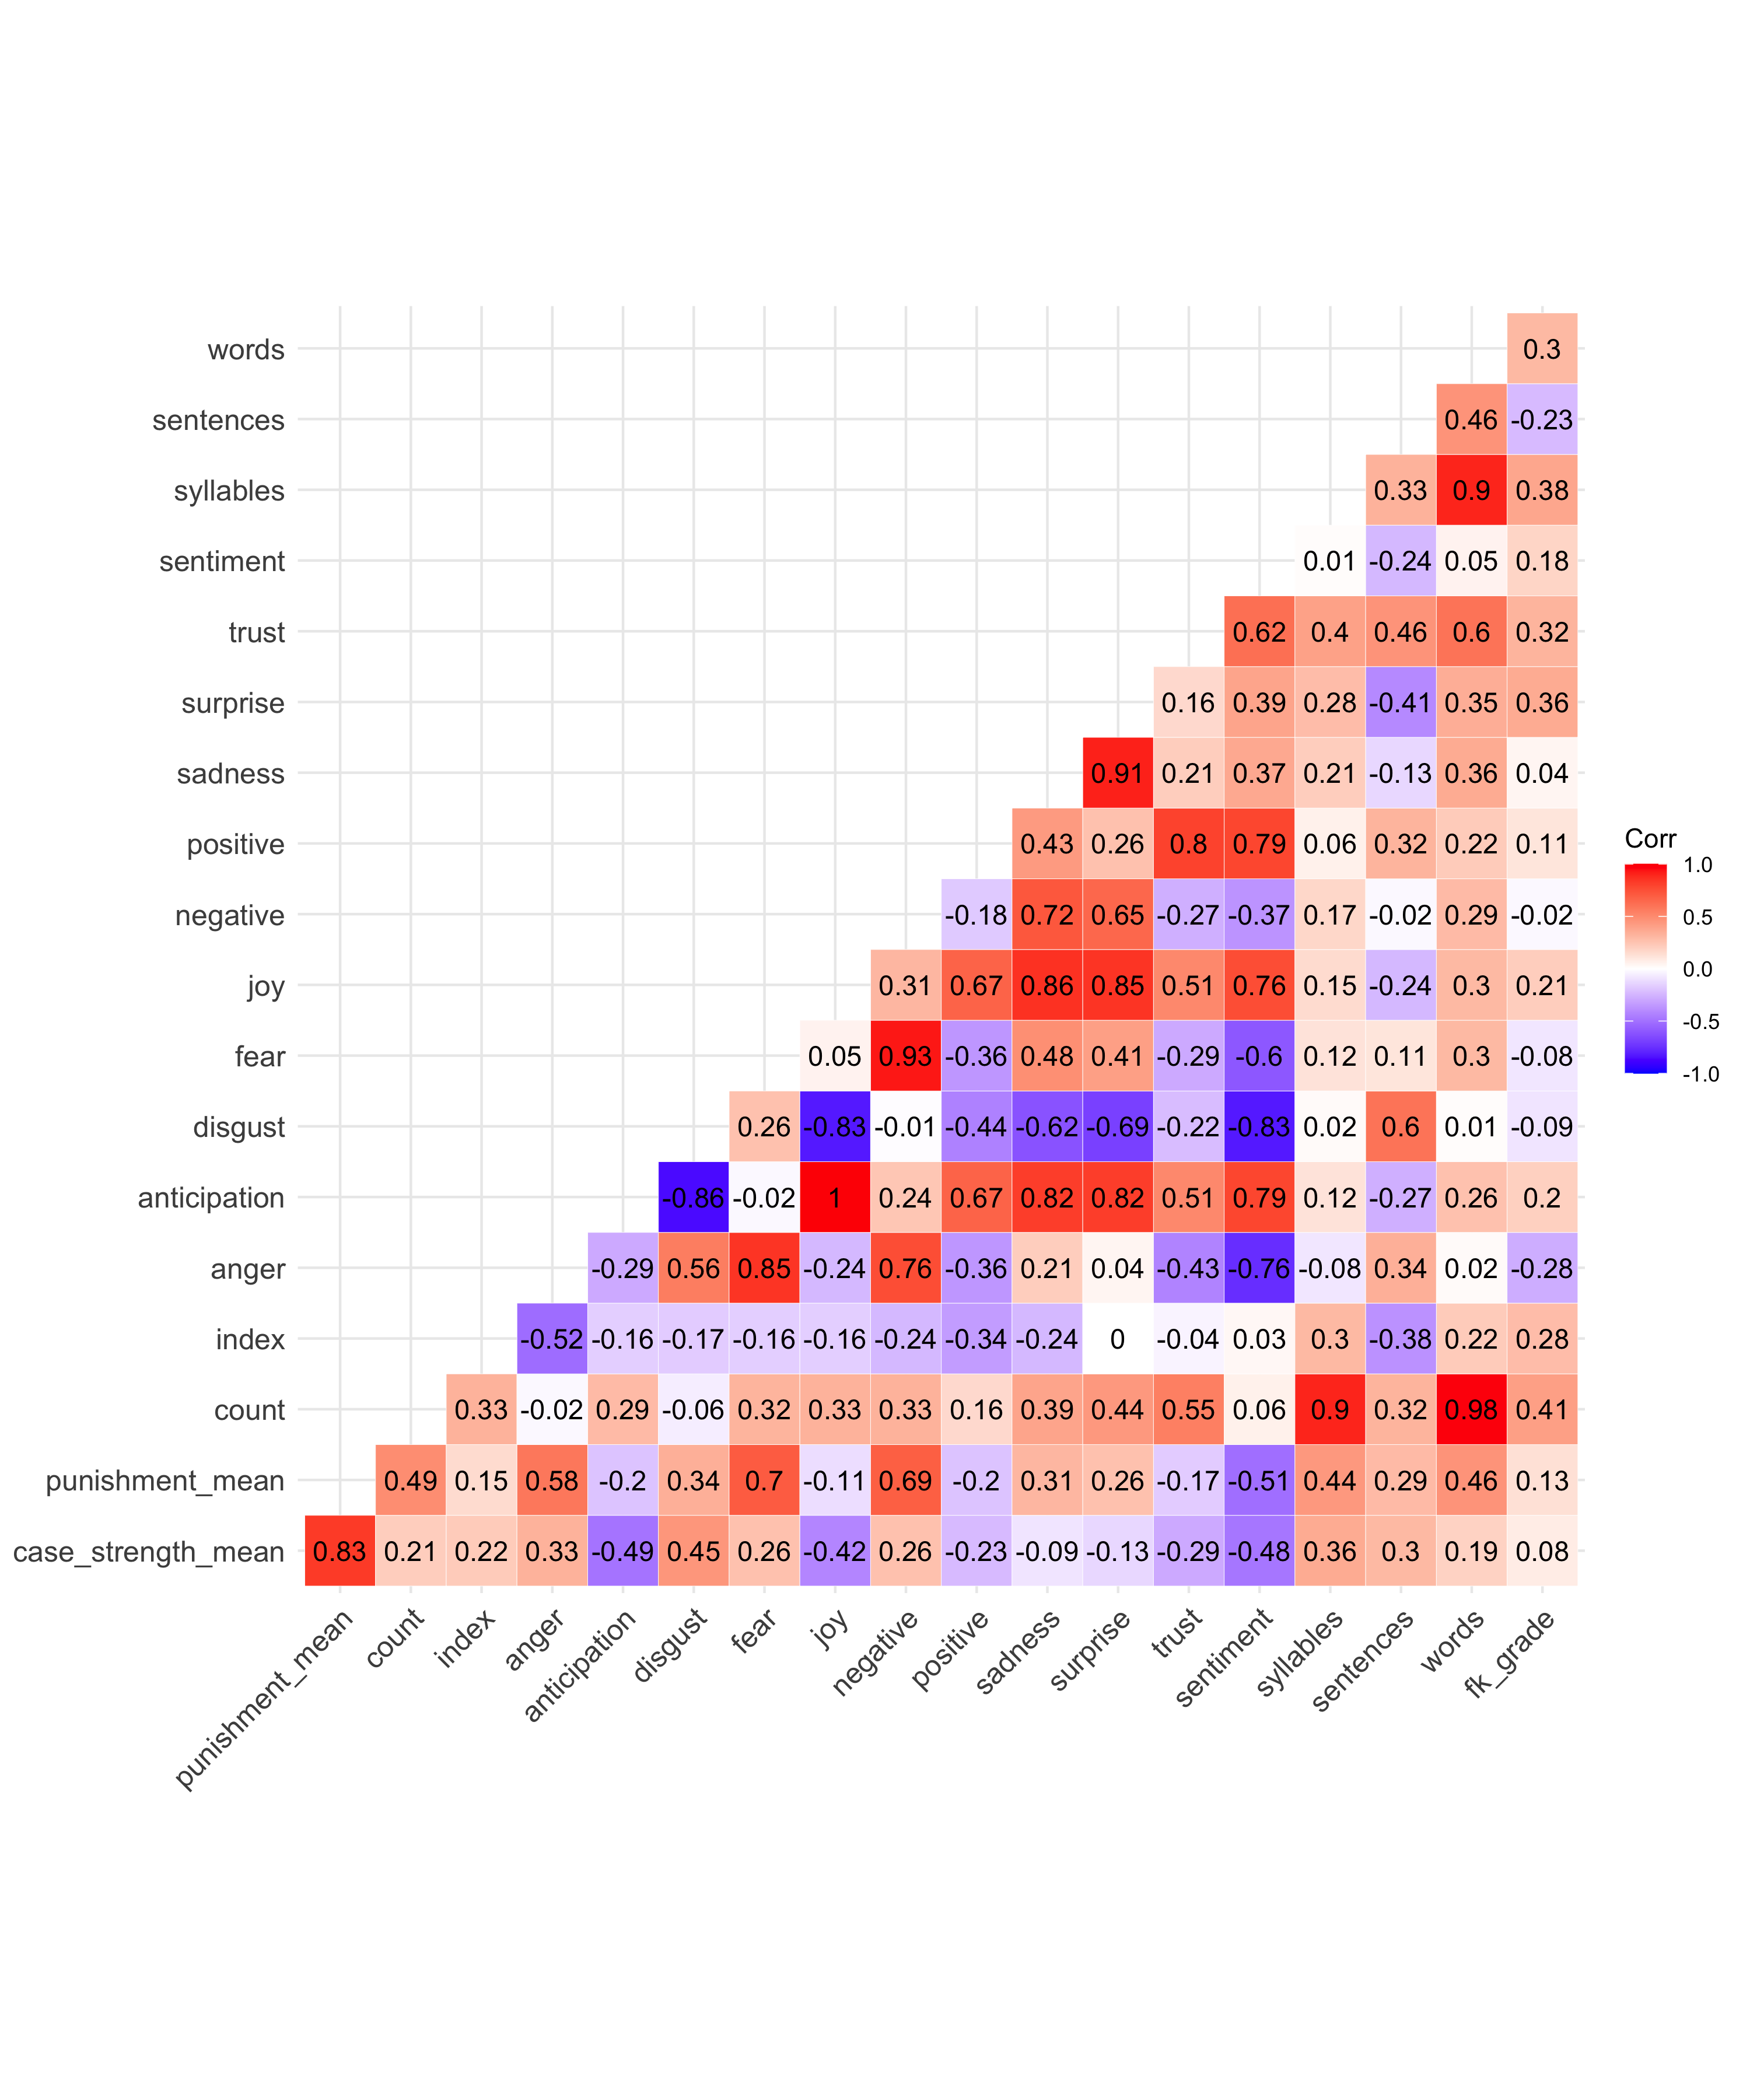 words 0.3
sentences 0.46 -0.23
syllables 0.33 0.9 0.38
sentiment 0.01 -0.24 0.05 0.18
trust 0.62 0.4 0.46 0.6 0.32
surprise 0.16 0.39 0.28 -0.41 0.35 0.36
sadness 0.91 0.21 0.37 0.21 -0.13 0.36 0.04
positive 0.43 0.26 0.8 0.79 0.06 0.32 0.22 0.11
negative -0.18 0.72 0.65 -0.27 -0.37 0.17 -0.02 0.29 -0.02
joy 0.31 0.67 0.86 0.85 0.51 0.76 0.15 -0.24 0.3 0.21
fear 0.05 0.93 -0.36 0.48 0.41 -0.29 -0.6 0.12 0.11 0.3 -0.08
disgust 0.26 -0.83 -0.01 -0.44 -0.62 -0.69 -0.22 -0.83 0.02 0.6 0.01 -0.09
anticipation -0.86 -0.02 1 0.24 0.67 0.82 0.82 0.51 0.79 0.12 -0.27 0.26 0.2
anger -0.29 0.56 0.85 -0.24 0.76 -0.36 0.21 0.04 -0.43 -0.76 -0.08 0.34 0.02 -0.28
index -0.52 -0.16 -0.17 -0.16 -0.16 -0.24 -0.34 -0.24 0 -0.04 0.03 0.3 -0.38 0.22 0.28
count 0.33 -0.02 0.29 -0.06 0.32 0.33 0.33 0.16 0.39 0.44 0.55 0.06 0.9 0.32 0.98 0.41
punishment_mean 0.49 0.15 0.58 -0.2 0.34 0.7 -0.11 0.69 -0.2 0.31 0.26 -0.17 -0.51 0.44 0.29 0.46 0.13
case_strength_mean 0.83 0.21 0.22 0.33 -0.49 0.45 0.26 -0.42 0.26 -0.23 -0.09 -0.13 -0.29 -0.48 0.36 0.3 0.19 0.08
punishment_mean count index anger anticipation disgust fear joy negative positive sadness surprise trust sentiment syllables sentences words fk_grade
Corr
1.0
0.5
0.0
-0.5
-1.0